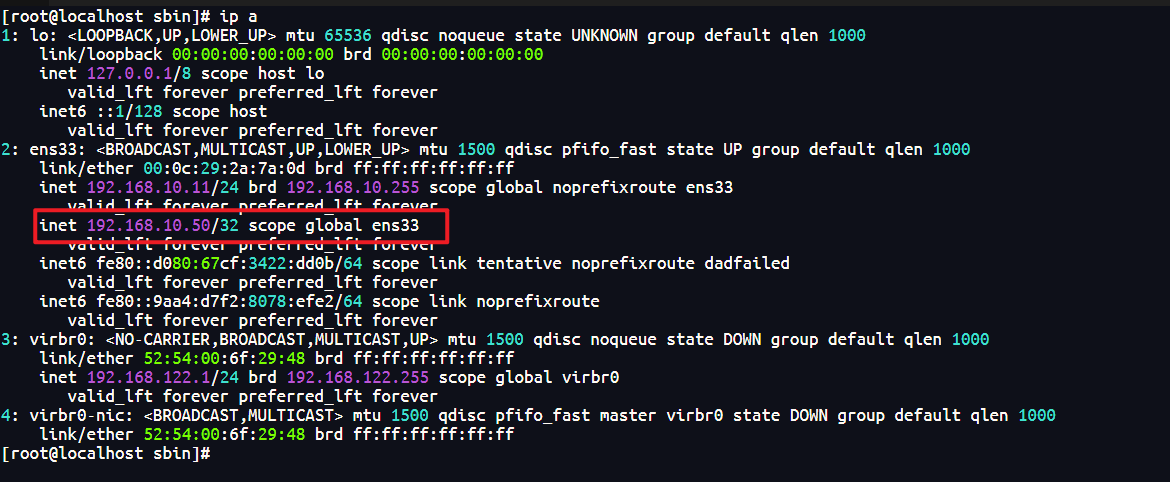 [root@localhost sbin]# ip a
1: lo: <LOOPBACK,UP,LOWER_UP> mtu 65536 qdisc noqueue state UNKNOWN group default qlen 1000
    link/loopback 00:00:00:00:00:00 brd 00:00:00:00:00:00
    inet 127.0.0.1/8 scope host lo
       valid_lft forever preferred_lft forever
    inet6 ::1/128 scope host
       valid_lft forever preferred_lft forever
2: ens33: <BROADCAST,MULTICAST,UP,LOWER_UP> mtu 1500 qdisc pfifo_fast state UP group default qlen 1000
    link/ether 00:0c:29:2a:7a:0d brd ff:ff:ff:ff:ff:ff
    inet 192.168.10.11/24 brd 192.168.10.255 scope global noprefixroute ens33
       valid_lft forever preferred_lft forever
    inet 192.168.10.50/32 scope global ens33
       valid_lft forever preferred_lft forever
    inet6 fe80::d080:67cf:3422:dd0b/64 scope link tentative noprefixroute dadfailed
       valid_lft forever preferred_lft forever
    inet6 fe80::9aa4:d7f2:8078:efe2/64 scope link noprefixroute
       valid_lft forever preferred_lft forever
3: virbr0: <NO-CARRIER,BROADCAST,MULTICAST,UP> mtu 1500 qdisc noqueue state DOWN group default qlen 1000
    link/ether 52:54:00:6f:29:48 brd ff:ff:ff:ff:ff:ff
    inet 192.168.122.1/24 brd 192.168.122.255 scope global virbr0
       valid_lft forever preferred_lft forever
4: virbr0-nic: <BROADCAST,MULTICAST> mtu 1500 qdisc pfifo_fast master virbr0 state DOWN group default qlen 1000
    link/ether 52:54:00:6f:29:48 brd ff:ff:ff:ff:ff:ff
[root@localhost sbin]#